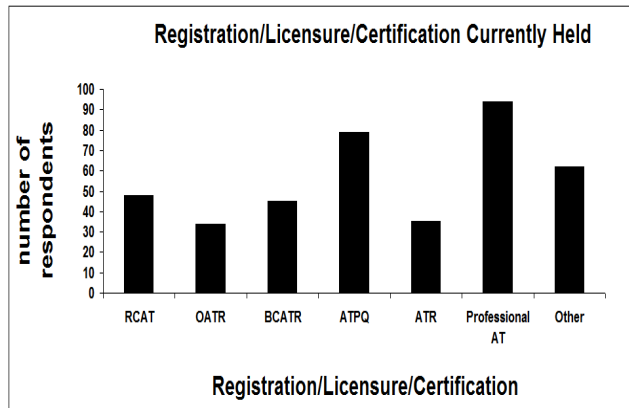 Registration/Licensure/Certification Currently Held
number of
respondents
100
90
80
70
60
50
40
30
20
10
0
RCAT OATR BCATR ATPQ ATR Professional AT Other
Registration/Licensure/Certification